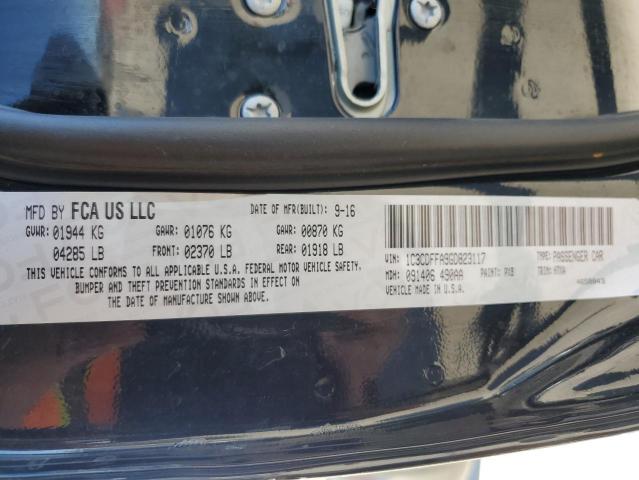 MFD BY FCA US LLC
DATE OF MFR(BUILT): 9-16
GVWR: 01944 KG GAWR: 01076 KG GAWR: 00870 KG
04285 LB FRONT: 02370 LB REAR: 01918 LB
THIS VEHICLE CONFORMS TO ALL APPLICABLE U.S.A. FEDERAL MOTOR VEHICLE SAFETY,
BUMPER AND THEFT PREVENTION STANDARDS IN EFFECT ON
THE DATE OF MANUFACTURE SHOWN ABOVE.
VIN: 1C3CDFFA9GD823117 TYPE: PASSENGER CAR
MDH: 091406 490AA PAINT: PXB TRIM:
VEHICLE MADE IN U.S.A.